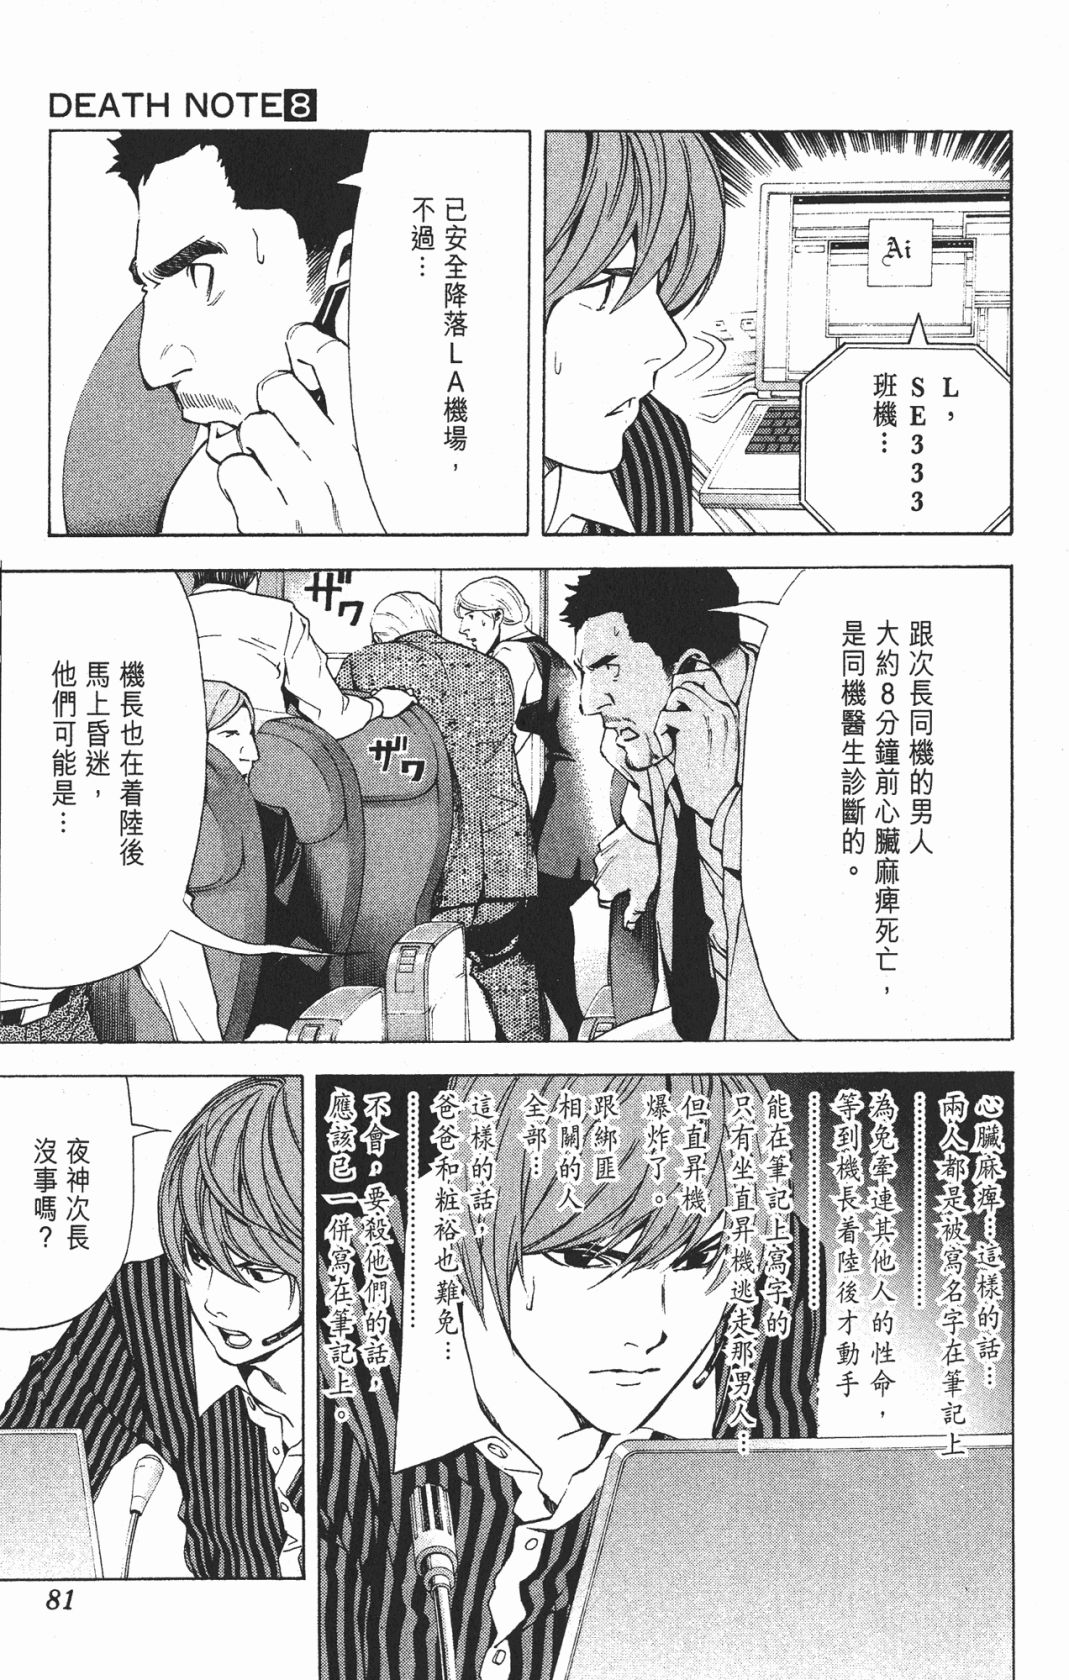 DEATH NOTE 8
Ai
L，
SE333
班機⋯
已安全降落LA機場，
不過⋯
跟次長同機的男人
大約8分鐘前心臟麻痺死亡，
是同機醫生診斷的。
ザワ
ザワ
機長也在着陸後
馬上昏迷，
他們可能是⋯
心臟麻痺⋯這樣的話⋯
兩人都是被寫名字在筆記上
⋯⋯⋯⋯
為免牽連其他人的性命，
等到機長着陸後才動手
⋯⋯⋯⋯
能在筆記上寫字的
只有坐直昇機逃走那男人⋯
但直昇機
爆炸了。
跟綁匪
相關的人
全部⋯
這樣的話，
爸爸和粧裕也難免⋯
⋯⋯⋯⋯⋯⋯
不會，要殺他們的話，
應該已一併寫在筆記上。
夜神次長
沒事嗎？
81